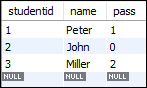 studentid name pass
1 Peter 1
2 John 0
3 Miller 2
NULL NULL NULL